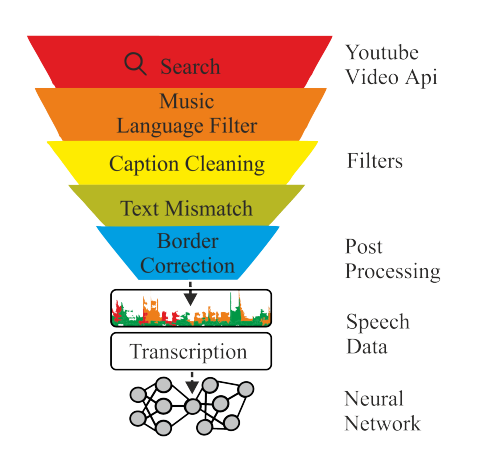 Search
Youtube
Video Api
Music
Language Filter
Caption Cleaning
Filters
Text Mismatch
Border
Correction
Post
Processing
Speech
Data
Transcription
Neural
Network